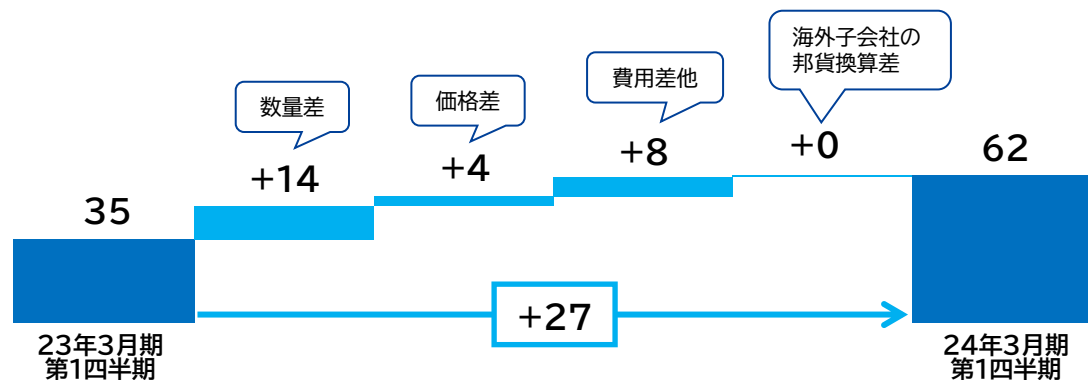 海外子会社の
邦貨換算差
費用差他
価格差
数量差
35
+14
+4
+8
+0
62
+27
23年3月期
第1四半期
24年3月期
第1四半期